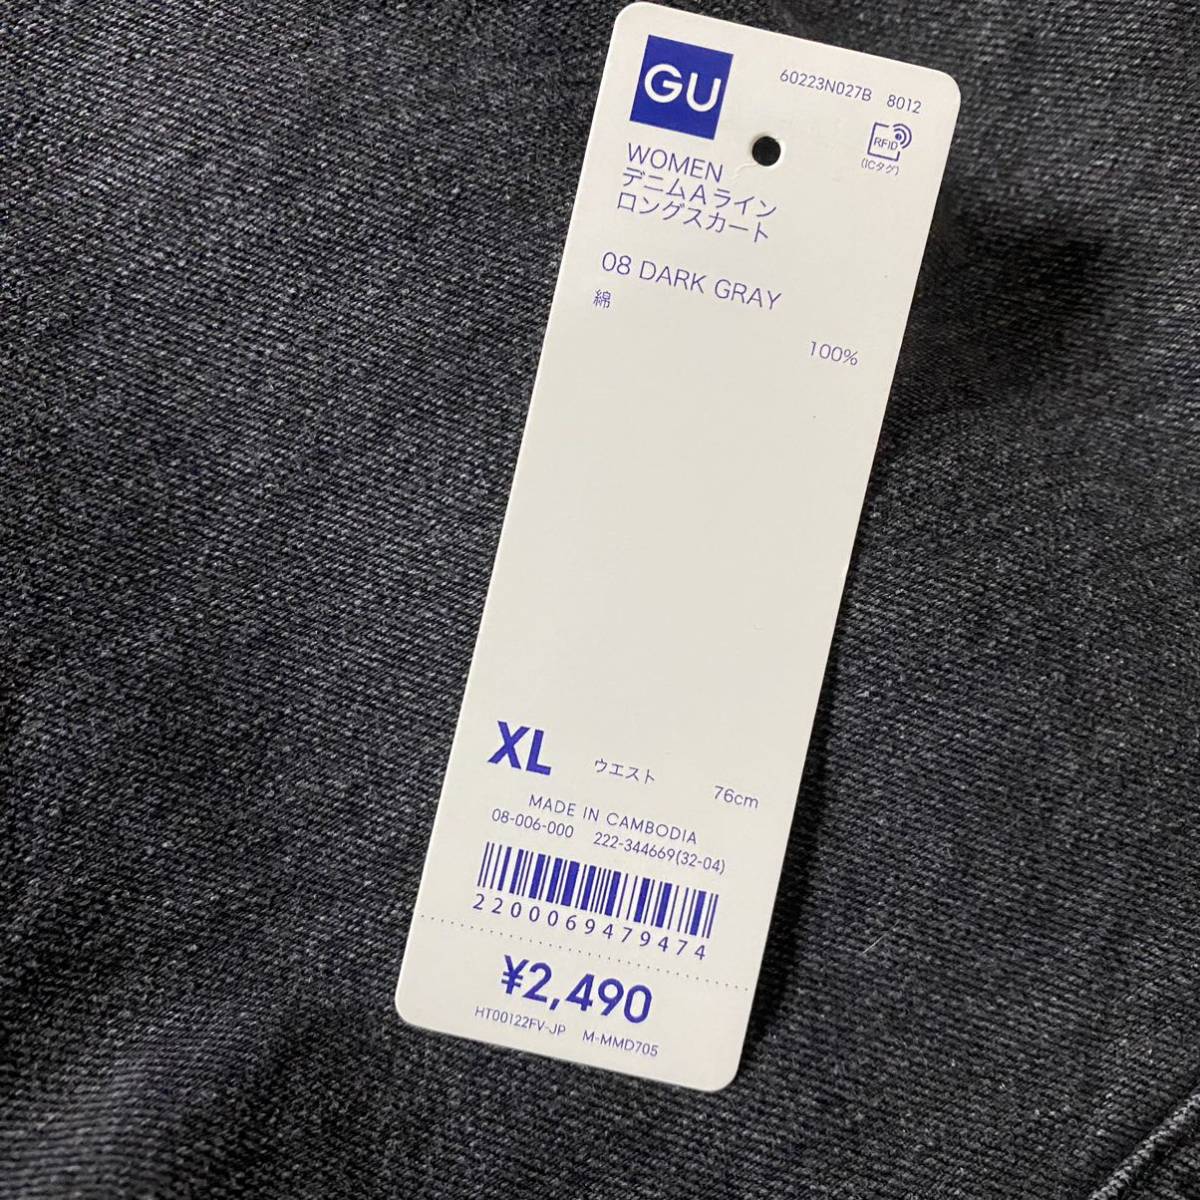 GU
60223N027B 8012
RFID
(ICタグ)
WOMEN
デニムAライン
ロングスカート
08 DARK GRAY
綿 100%
XL ウエスト 76cm
MADE IN CAMBODIA
08-006-000 222-344669(32-04)
2200069479474
¥2,490
HT00122FV-JP M-MMD705